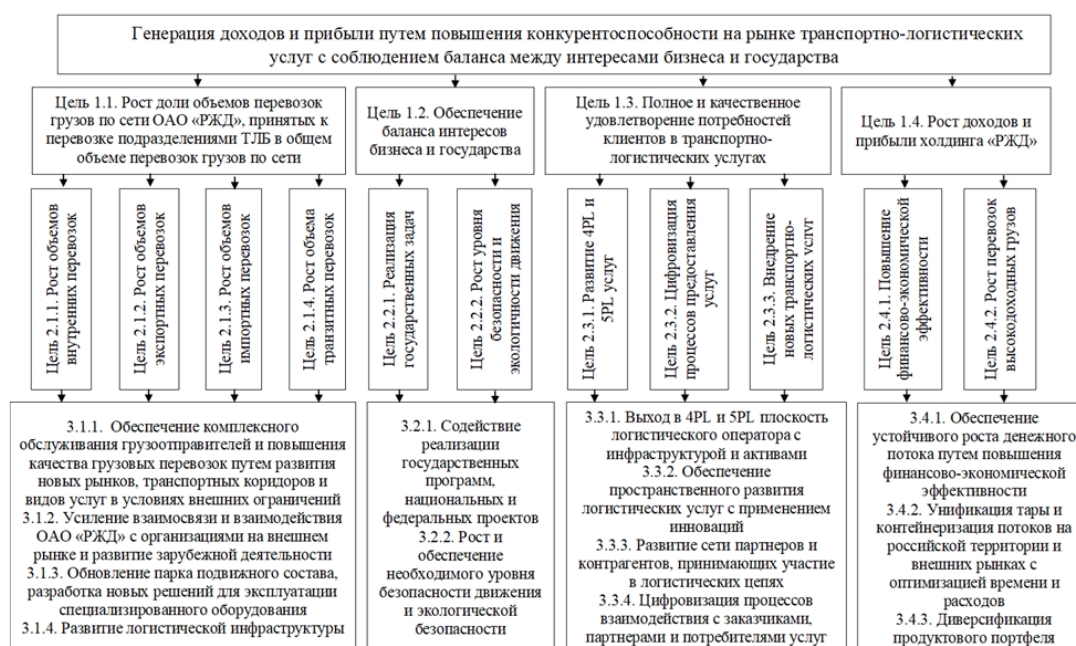 Генерация доходов и прибыли путем повышения конкурентоспособности на рынке транспортно-логистических
услуг с соблюдением баланса между интересами бизнеса и государства
Цель 1.1. Рост доли объемов перевозок
грузов по сети ОАО «РЖД», принятых к
перевозке подразделениями ТЛБ в общем
объеме перевозок грузов по сети
Цель 1.2. Обеспечение
баланса интересов
бизнеса и государства
Цель 1.3. Полное и качественное
удовлетворение потребностей
клиентов в транспортно-
логистических услугах
Цель 1.4. Рост доходов и
прибыли холдинга «РЖД»
Цель 2.1.1. Рост объемов
внутренних перевозок
Цель 2.1.2. Рост объемов
экспортных перевозок
Цель 2.1.3. Рост объемов
импортных перевозок
Цель 2.1.4. Рост объема
транзитных перевозок
Цель 2.2.1. Реализация
государственных задач
Цель 2.2.2. Рост уровня
безопасности и
экологичности движения
Цель 2.3.1. Развитие 4PL и
5PL услуг
Цель 2.3.2. Цифровизация
процессов предоставления
услуг
Цель 2.3.3. Внедрение
новых транспортно-
логистических услуг
Цель 2.4.1. Повышение
финансово-экономической
эффективности
Цель 2.4.2. Рост перевозок
высокодоходных грузов
3.1.1. Обеспечение комплексного
обслуживания грузоотправителей и повышения
качества грузовых перевозок путем развития
новых рынков, транспортных коридоров и
видов услуг в условиях внешних ограничений
3.1.2. Усиление взаимосвязи и взаимодействия
ОАО «РЖД» с организациями на внешнем
рынке и развитие зарубежной деятельности
3.1.3. Обновление парка подвижного состава,
разработка новых решений для эксплуатации
специализированного оборудования
3.1.4. Развитие логистической инфраструктуры
3.2.1. Содействие
реализации
государственных
программ,
национальных и
федеральных проектов
3.2.2. Рост и
обеспечение
необходимого уровня
безопасности движения
и экологической
безопасности
3.3.1. Выход в 4PL и 5PL плоскость
логистического оператора с
инфраструктурой и активами
3.3.2. Обеспечение
пространственного развития
логистических услуг с применением
инноваций
3.3.3. Развитие сети партнеров и
контрагентов, принимающих участие
в логистических цепях
3.3.4. Цифровизация процессов
взаимодействия с заказчиками,
партнерами и потребителями услуг
3.4.1. Обеспечение
устойчивого роста денежного
потока путем повышения
финансово-экономической
эффективности
3.4.2. Унификация тары и
контейнеризация потоков на
российской территории и
внешних рынках с
оптимизацией времени и
расходов
3.4.3. Диверсификация
продуктового портфеля